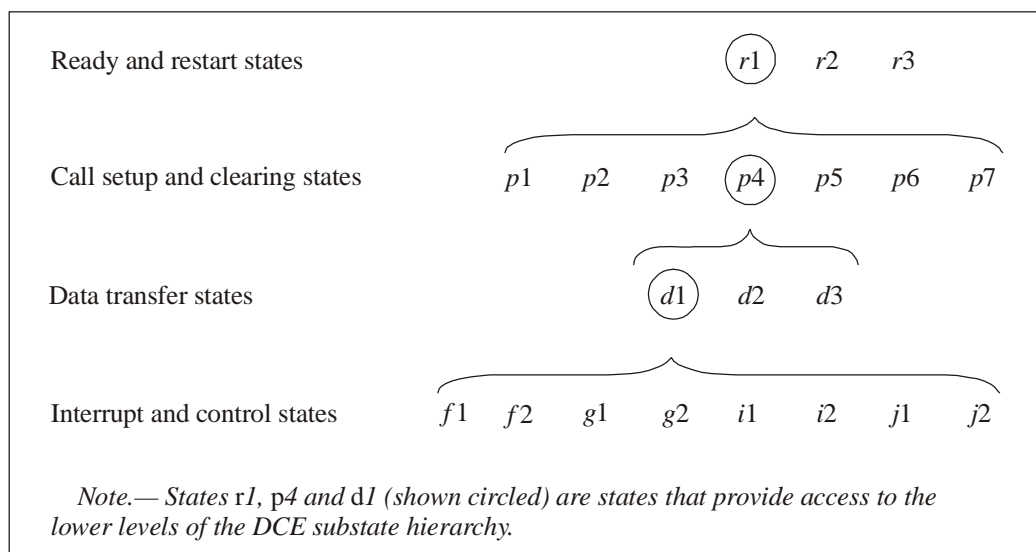 Ready and restart states r1 r2 r3
Call setup and clearing states p1 p2 p3 p4 p5 p6 p7
Data transfer states d1 d2 d3
Interrupt and control states f1 f2 g1 g2 i1 i2 j1 j2
Note.— States r1, p4 and d1 (shown circled) are states that provide access to the
lower levels of the DCE substate hierarchy.